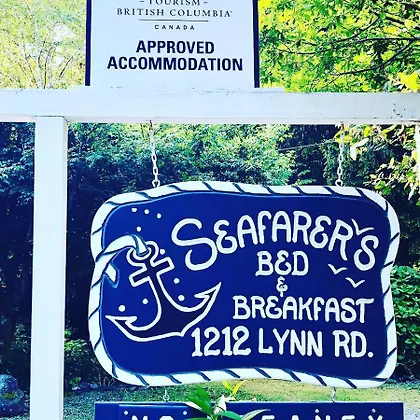 - TOURISM -
BRITISH COLUMBIA
CANADA
APPROVED
ACCOMMODATION
SEAFARER'S
BED
&
BREAKFAST
1212 LYNN RD.